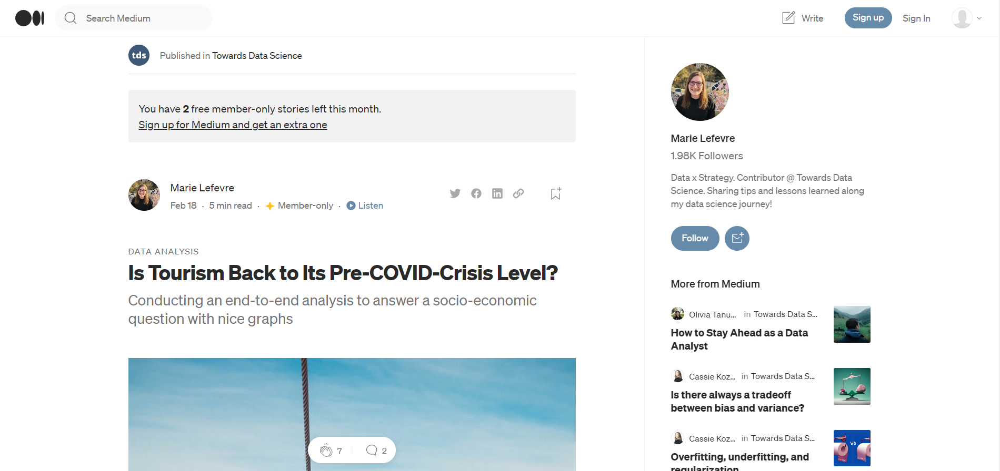 Search Medium
Write
Sign up
Sign In
tds
Published in Towards Data Science
You have 2 free member-only stories left this month.
Sign up for Medium and get an extra one
Marie Lefevre
Feb 18 · 5 min read · Member-only · Listen
DATA ANALYSIS
Is Tourism Back to Its Pre-COVID-Crisis Level?
Conducting an end-to-end analysis to answer a socio-economic
question with nice graphs
7
2
Marie Lefevre
1.98K Followers
Data x Strategy. Contributor @ Towards Data
Science. Sharing tips and lessons learned along
my data science journey!
Follow
More from Medium
Olivia Tanu... in Towards Data S...
How to Stay Ahead as a Data
Analyst
Cassie Koz... in Towards Data S...
Is there always a tradeoff
between bias and variance?
Cassie Koz... in Towards Data S...
Overfitting, underfitting, and
regularization
VS